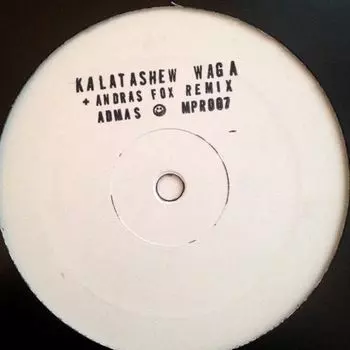 KALATASHEW WAGA
+ ANDRAS FOX REMIX
ADMAS MPR007